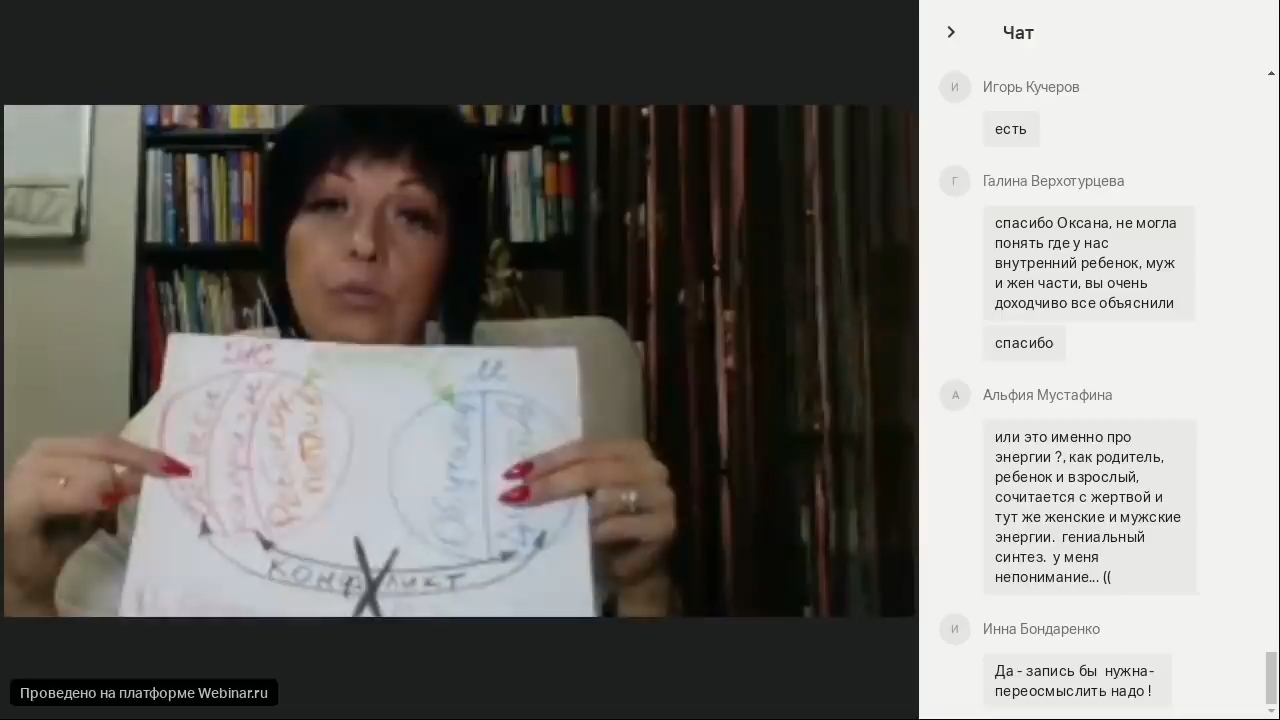 Чат
И
Игорь Кучеров
есть
Г
Галина Верхотурцева
спасибо Оксана, не могла
понять где у нас
внутренний ребенок, муж
и жен части, вы очень
доходчиво все объяснили
спасибо
А
Альфия Мустафина
или это именно про
энергии ?, как родитель,
ребенок и взрослый,
сочитается с жертвой и
тут же женские и мужские
энергии. гениальный
синтез. у меня
непонимание... ((
И
Инна Бондаренко
Да - запись бы нужна-
переосмыслить надо !
КОНФЛИКТ
Проведено на платформе Webinar.ru